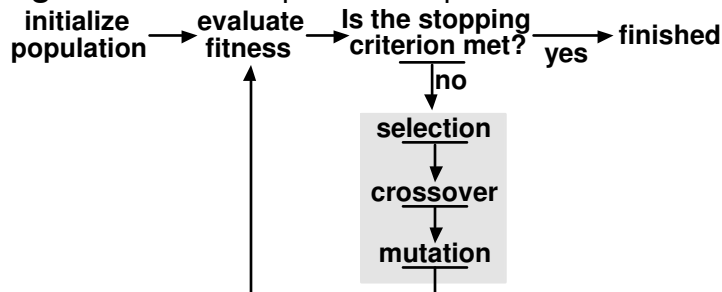 initialize
population
evaluate
fitness
Is the stopping
criterion met?
yes
finished
no
selection
crossover
mutation